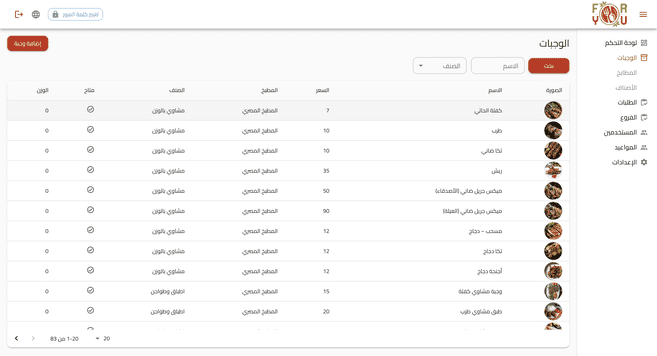 FOR YOU
تغيير كلمة السر
لوحة التحكم
الوجبات
المطابخ
الأصناف
الطلبات
الفروع
المستخدمين
المواعيد
الإعدادات
الوجبات
إضافة وجبة
بحث
الاسم
الصنف
الصورة الاسم السعر المطبخ الصنف متاح الوزن
كفتة الحاتي 7 المطبخ المصري مشاوي بالوزن 0
طرب 10 المطبخ المصري مشاوي بالوزن 0
تكا ضاني 10 المطبخ المصري مشاوي بالوزن 0
ريش 35 المطبخ المصري مشاوي بالوزن 0
ميكس جريل ضاني (الأصدقاء) 50 المطبخ المصري مشاوي بالوزن 0
ميكس جريل ضاني (العيلة) 90 المطبخ المصري مشاوي بالوزن 0
مسحب - دجاج 12 المطبخ المصري مشاوي بالوزن 0
تكا دجاج 12 المطبخ المصري مشاوي بالوزن 0
أجنحة دجاج 12 المطبخ المصري مشاوي بالوزن 0
وجبة مشاوي كفتة 15 المطبخ المصري اطباق وطواجن 0
طبق مشاوي طرب 20 المطبخ المصري اطباق وطواجن 0
20
1-20 من 83